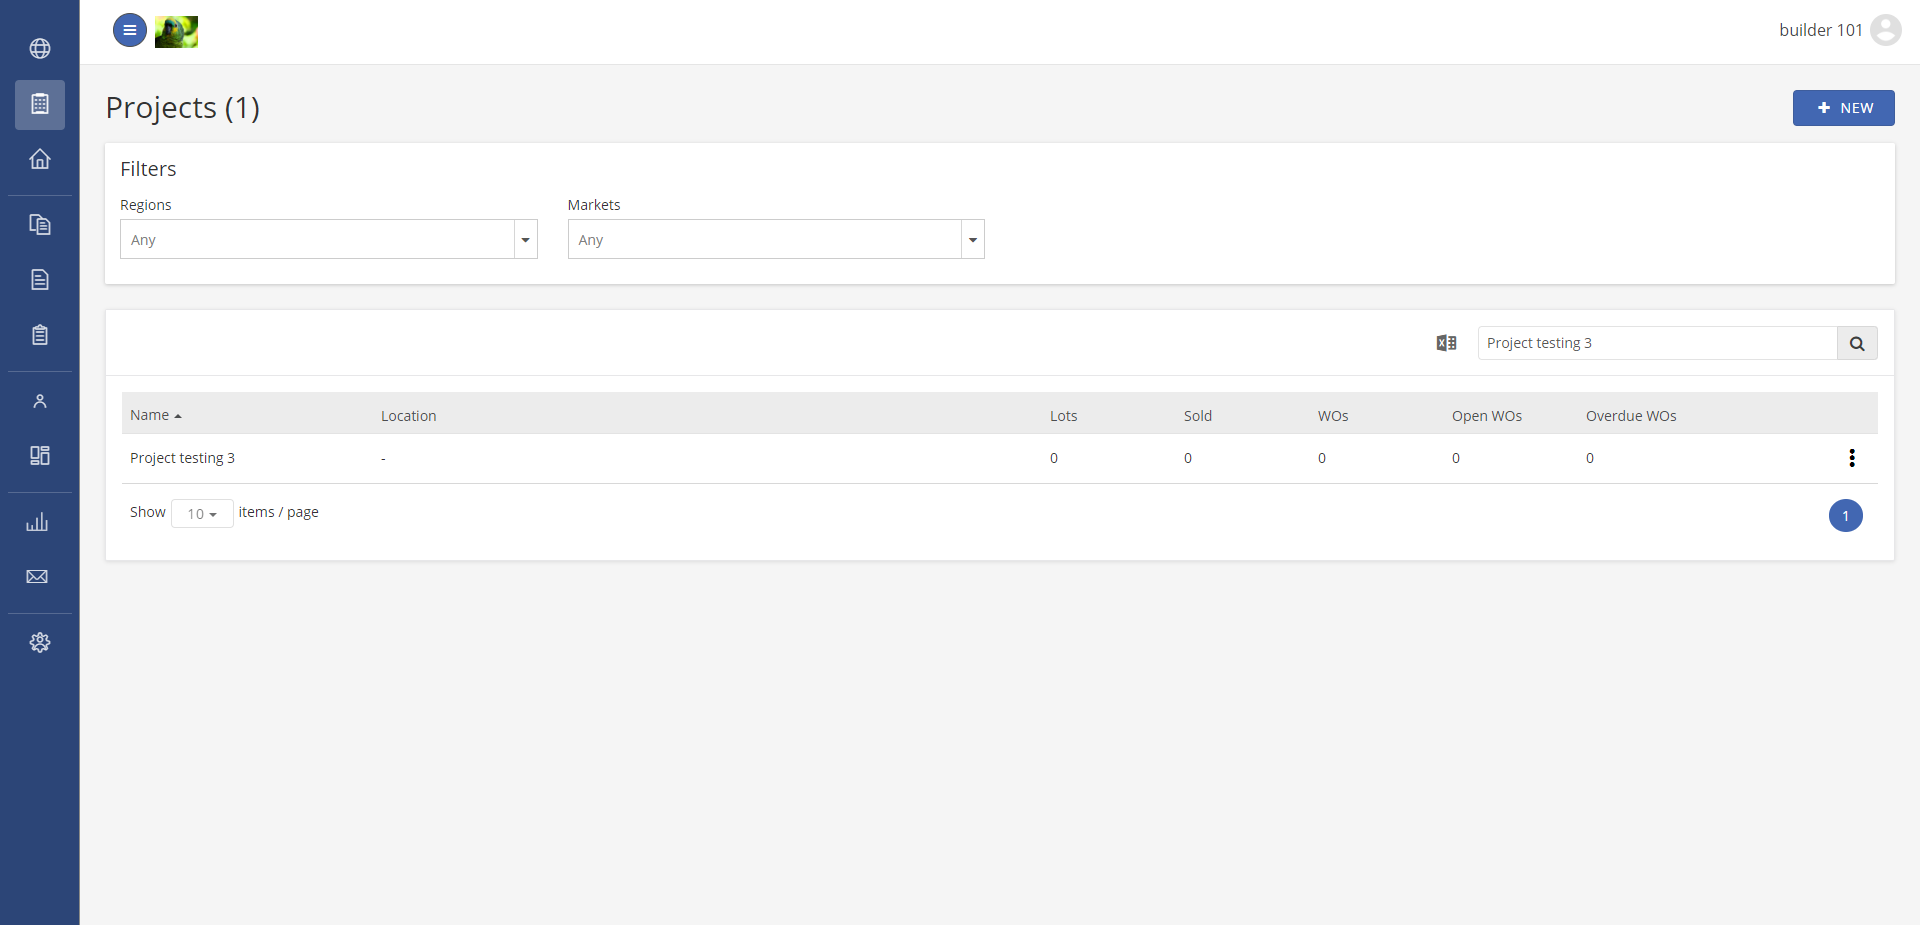 builder 101
Projects (1)
NEW
Filters
Regions
Markets
Any
Any
Project testing 3
Name
Location
Lots
Sold
WOs
Open WOs
Overdue WOs
Project testing 3
-
0
0
0
0
0
Show 10 items / page
1